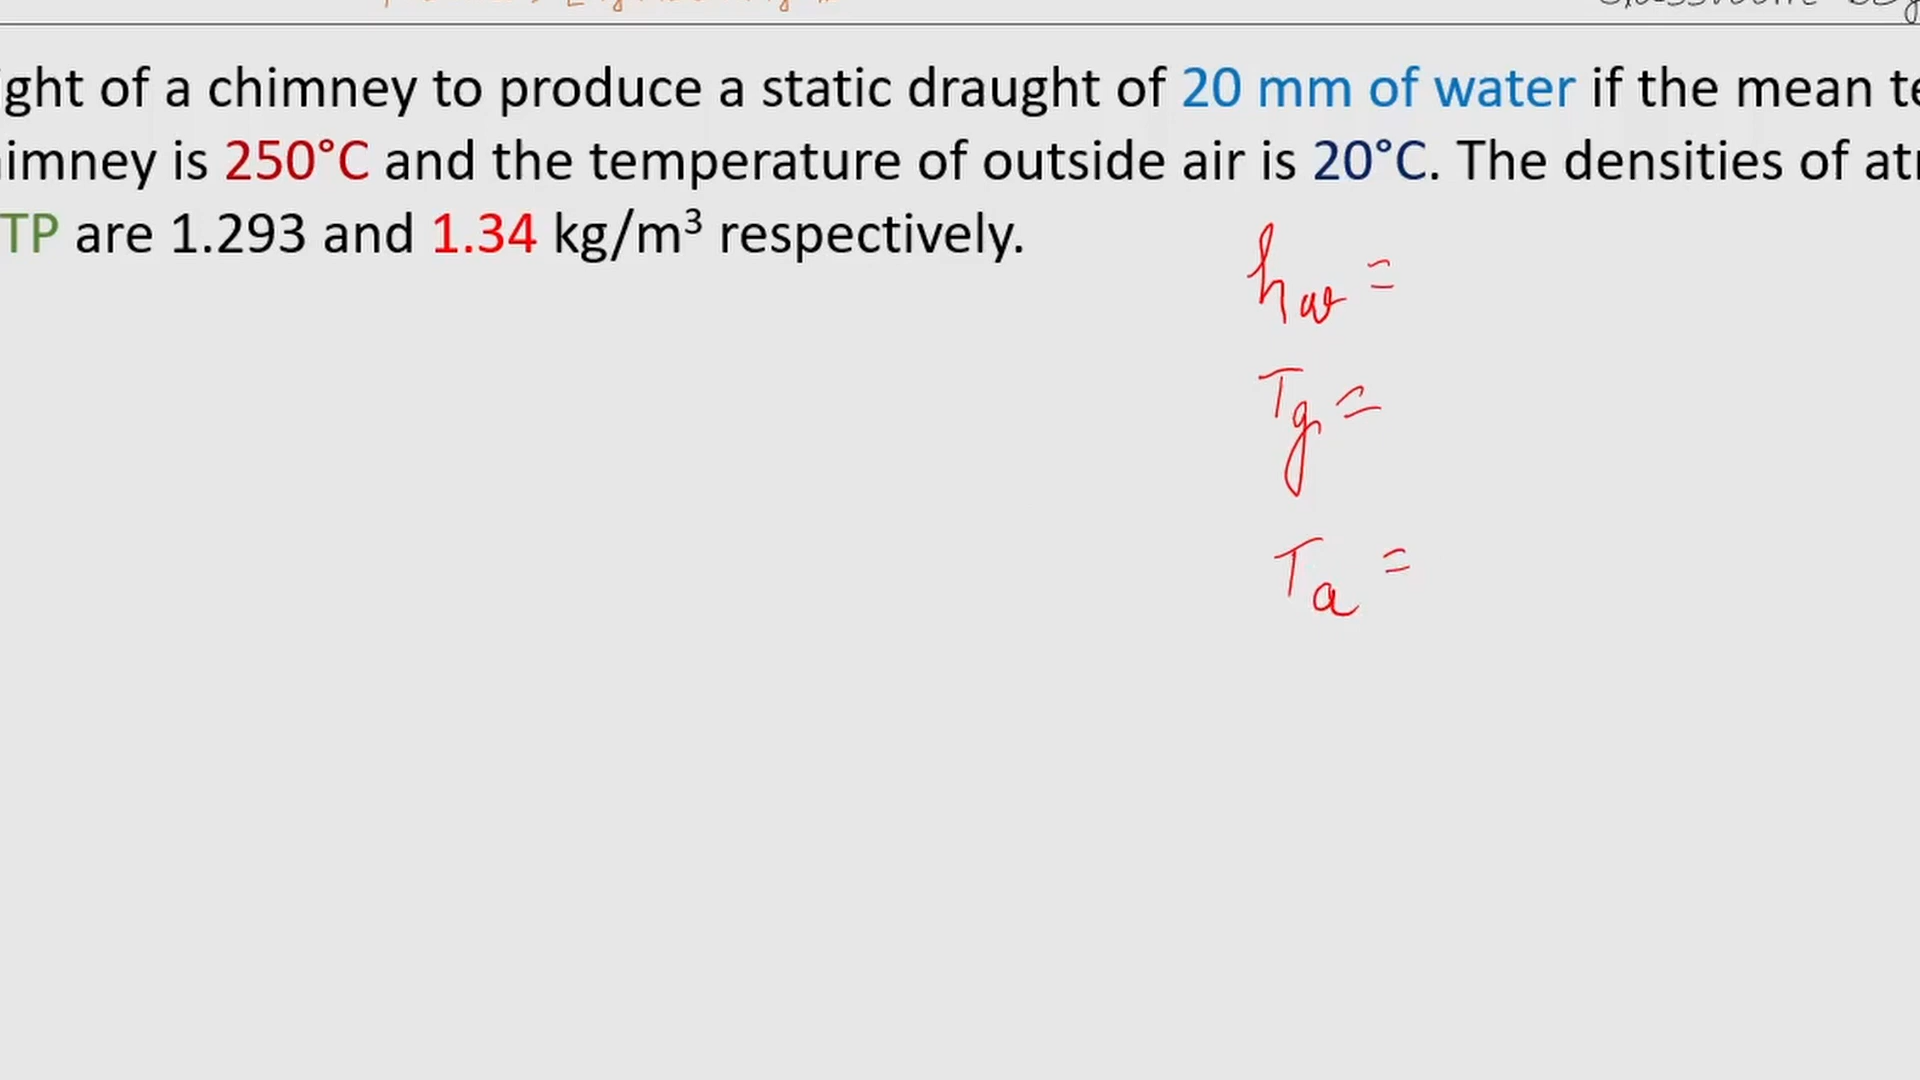 ight of a chimney to produce a static draught of 20 mm of water if the mean te
imney is 250°C and the temperature of outside air is 20°C. The densities of at
TP are 1.293 and 1.34 kg/m³ respectively.
h_w =
T_g =
T_a =